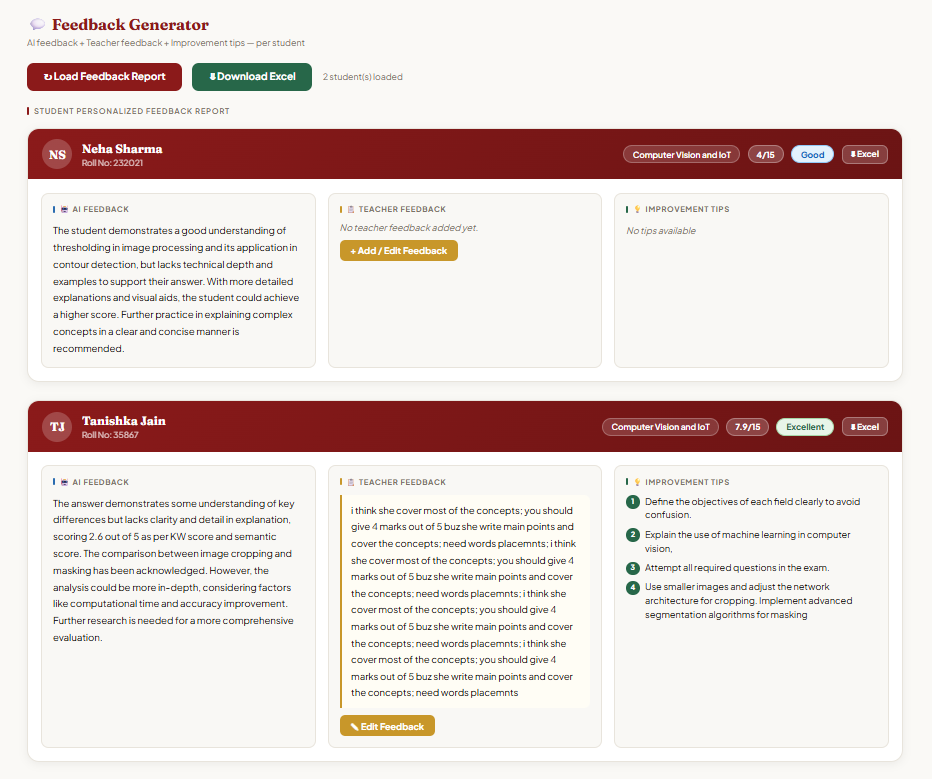 Feedback Generator
AI feedback + Teacher feedback + Improvement tips — per student
↻ Load Feedback Report
⬇ Download Excel
2 student(s) loaded
STUDENT PERSONALIZED FEEDBACK REPORT
NS
Neha Sharma
Roll No: 232021
Computer Vision and IoT
4/15
Good
⬇ Excel
AI FEEDBACK
The student demonstrates a good understanding of
thresholding in image processing and its application in
contour detection, but lacks technical depth and
examples to support their answer. With more detailed
explanations and visual aids, the student could achieve
a higher score. Further practice in explaining complex
concepts in a clear and concise manner is
recommended.
TEACHER FEEDBACK
No teacher feedback added yet.
+ Add / Edit Feedback
IMPROVEMENT TIPS
No tips available
TJ
Tanishka Jain
Roll No: 35867
Computer Vision and IoT
7.9/15
Excellent
⬇ Excel
AI FEEDBACK
The answer demonstrates some understanding of key
differences but lacks clarity and detail in explanation,
scoring 2.6 out of 5 as per KW score and semantic
score. The comparison between image cropping and
masking has been acknowledged. However, the
analysis could be more in-depth, considering factors
like computational time and accuracy improvement.
Further research is needed for a more comprehensive
evaluation.
TEACHER FEEDBACK
i think she cover most of the concepts; you should
give 4 marks out of 5 buz she write main points and
cover the concepts; need words placemnts; i think
she cover most of the concepts; you should give 4
marks out of 5 buz she write main points and cover
the concepts; need words placemnts; i think she
cover most of the concepts; you should give 4
marks out of 5 buz she write main points and cover
the concepts; need words placemnts; i think she
cover most of the concepts; you should give 4
marks out of 5 buz she write main points and cover
the concepts; need words placemnts
✎ Edit Feedback
IMPROVEMENT TIPS
1 Define the objectives of each field clearly to avoid
confusion.
2 Explain the use of machine learning in computer
vision,
3 Attempt all required questions in the exam.
4 Use smaller images and adjust the network
architecture for cropping. Implement advanced
segmentation algorithms for masking